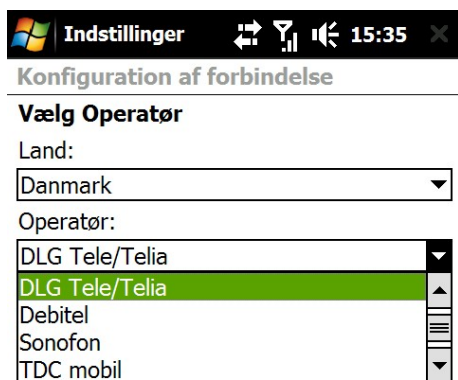 Indstillinger 15:35
Konfiguration af forbindelse
Vælg Operatør
Land:
Danmark
Operatør:
DLG Tele/Telia
DLG Tele/Telia
Debitel
Sonofon
TDC mobil